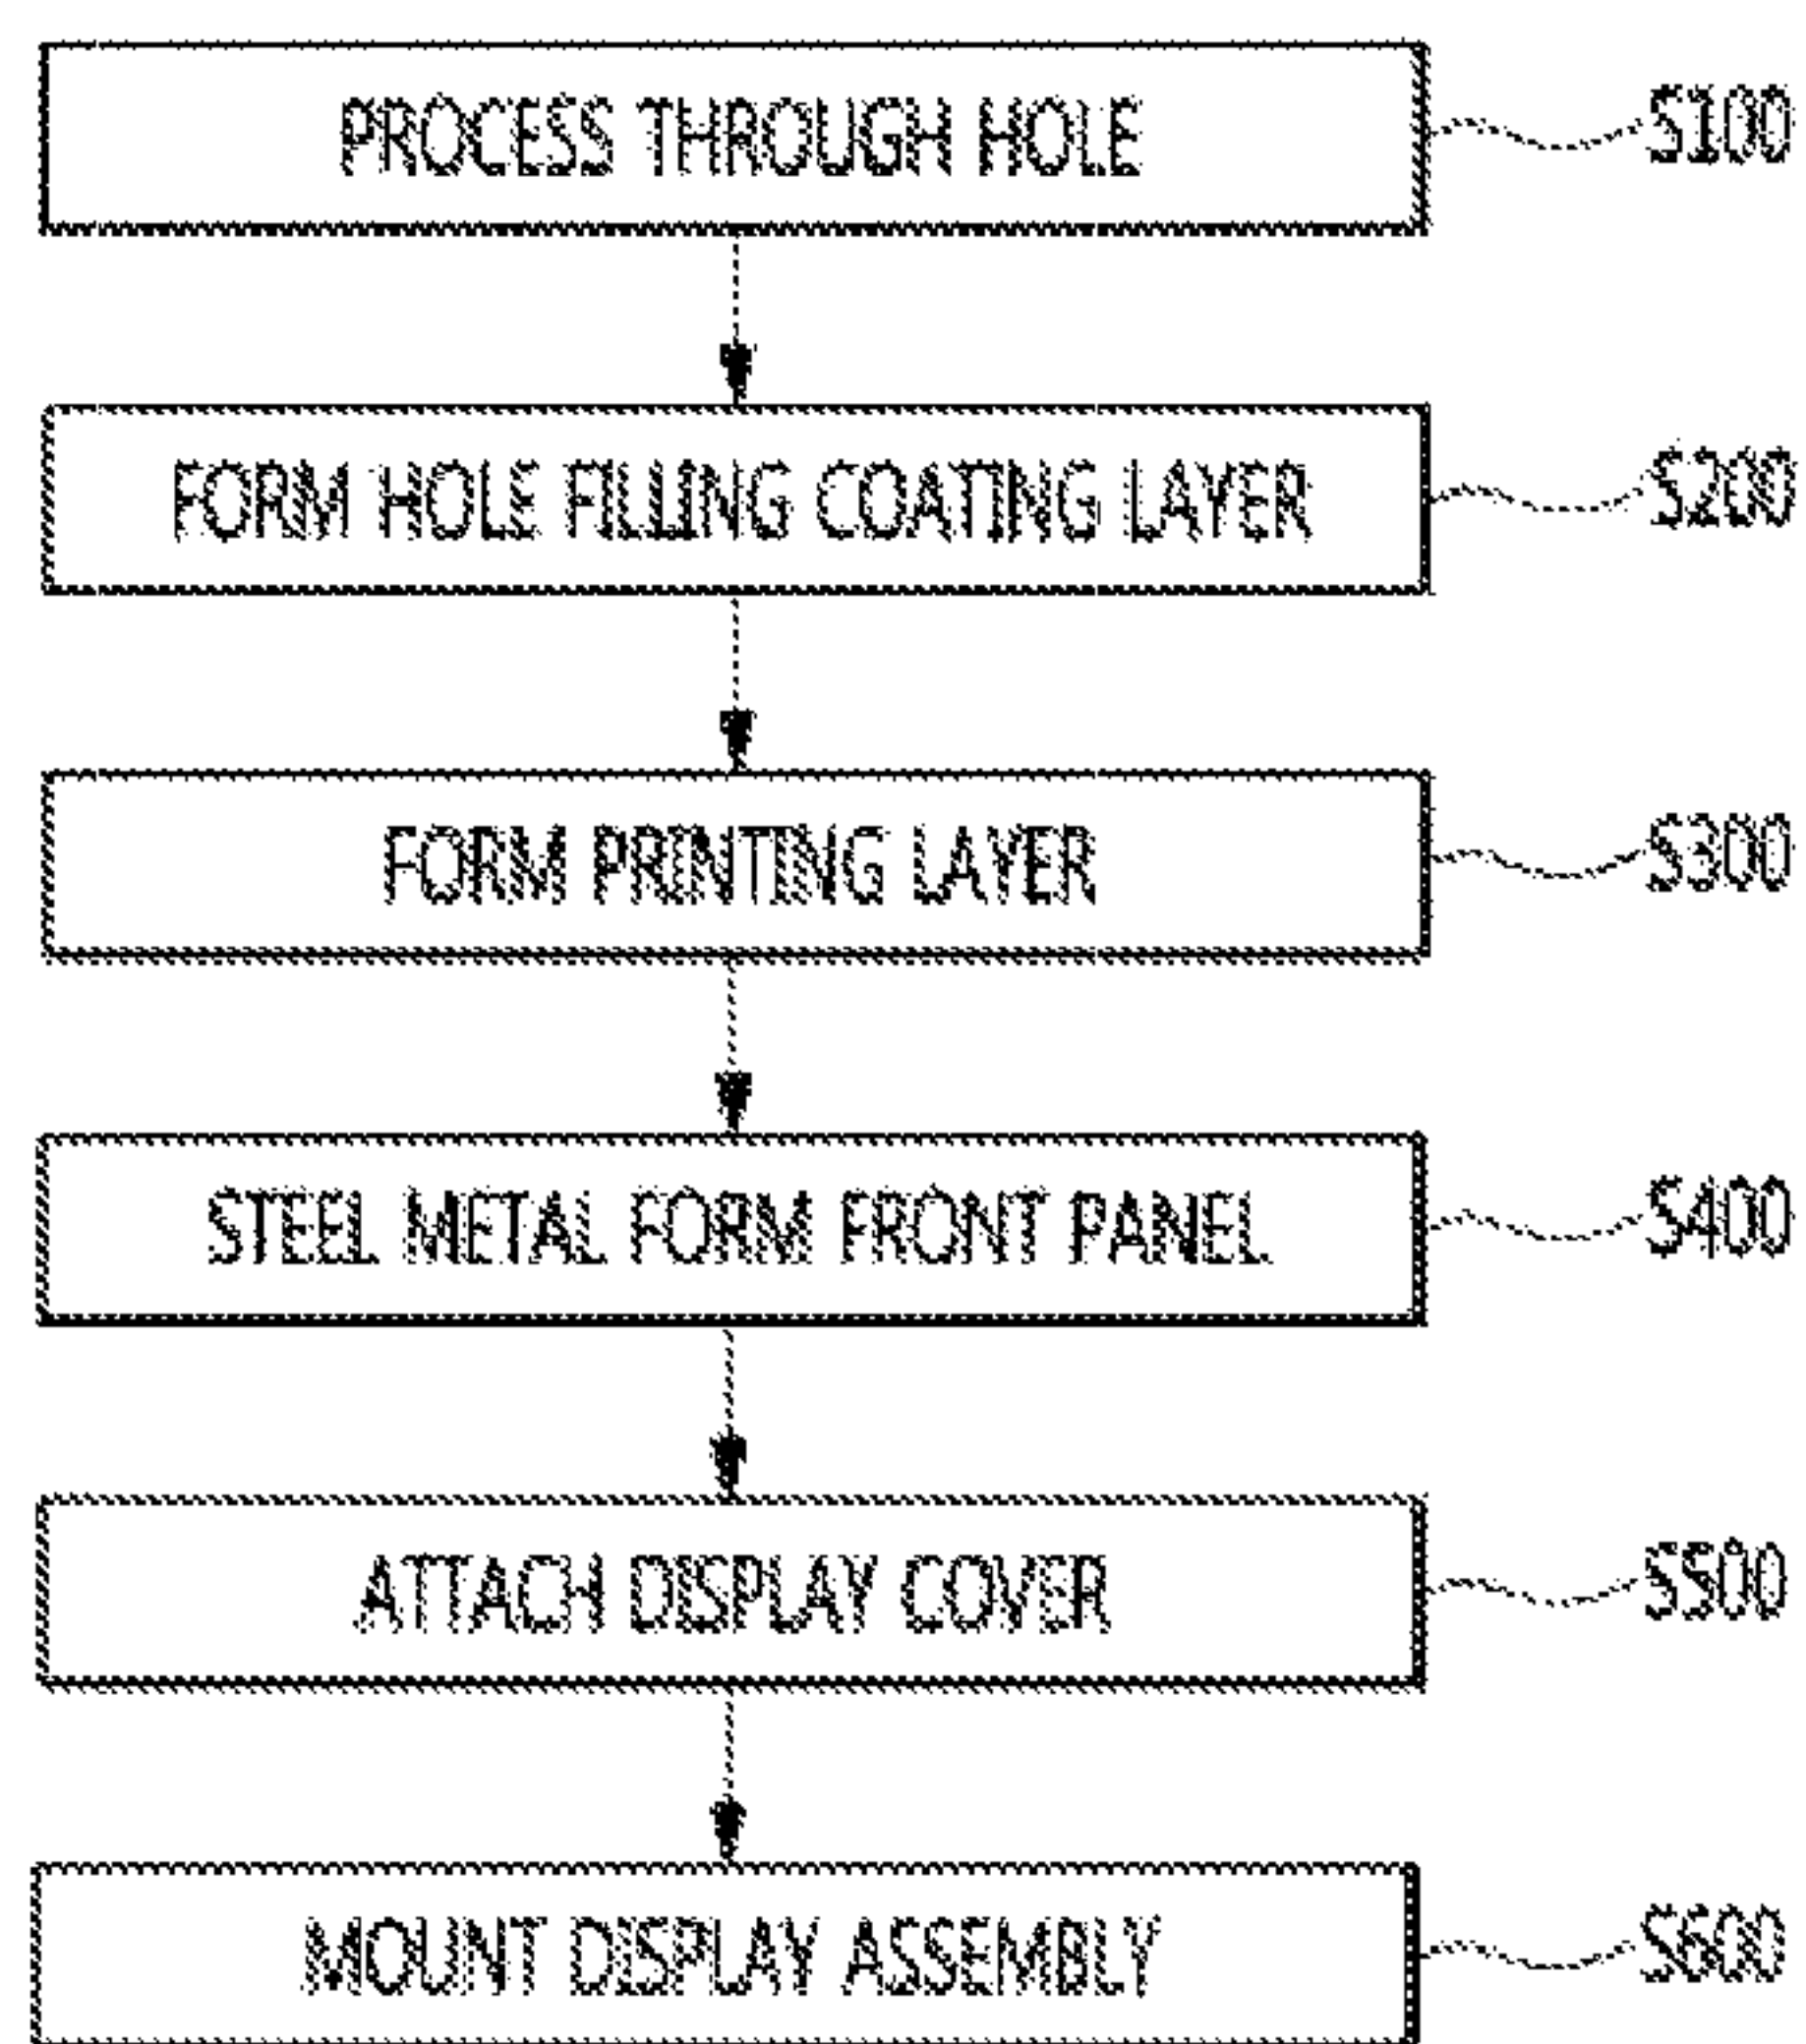 PROCESS THROUGH HOLE S100
FORM HOLE FILLING COATING LAYER S200
FORM PRINTING LAYER S300
STEEL METAL FORM FRONT PANEL S400
ATTACH DISPLAY COVER S500
MOUNT DISPLAY ASSEMBLY S600